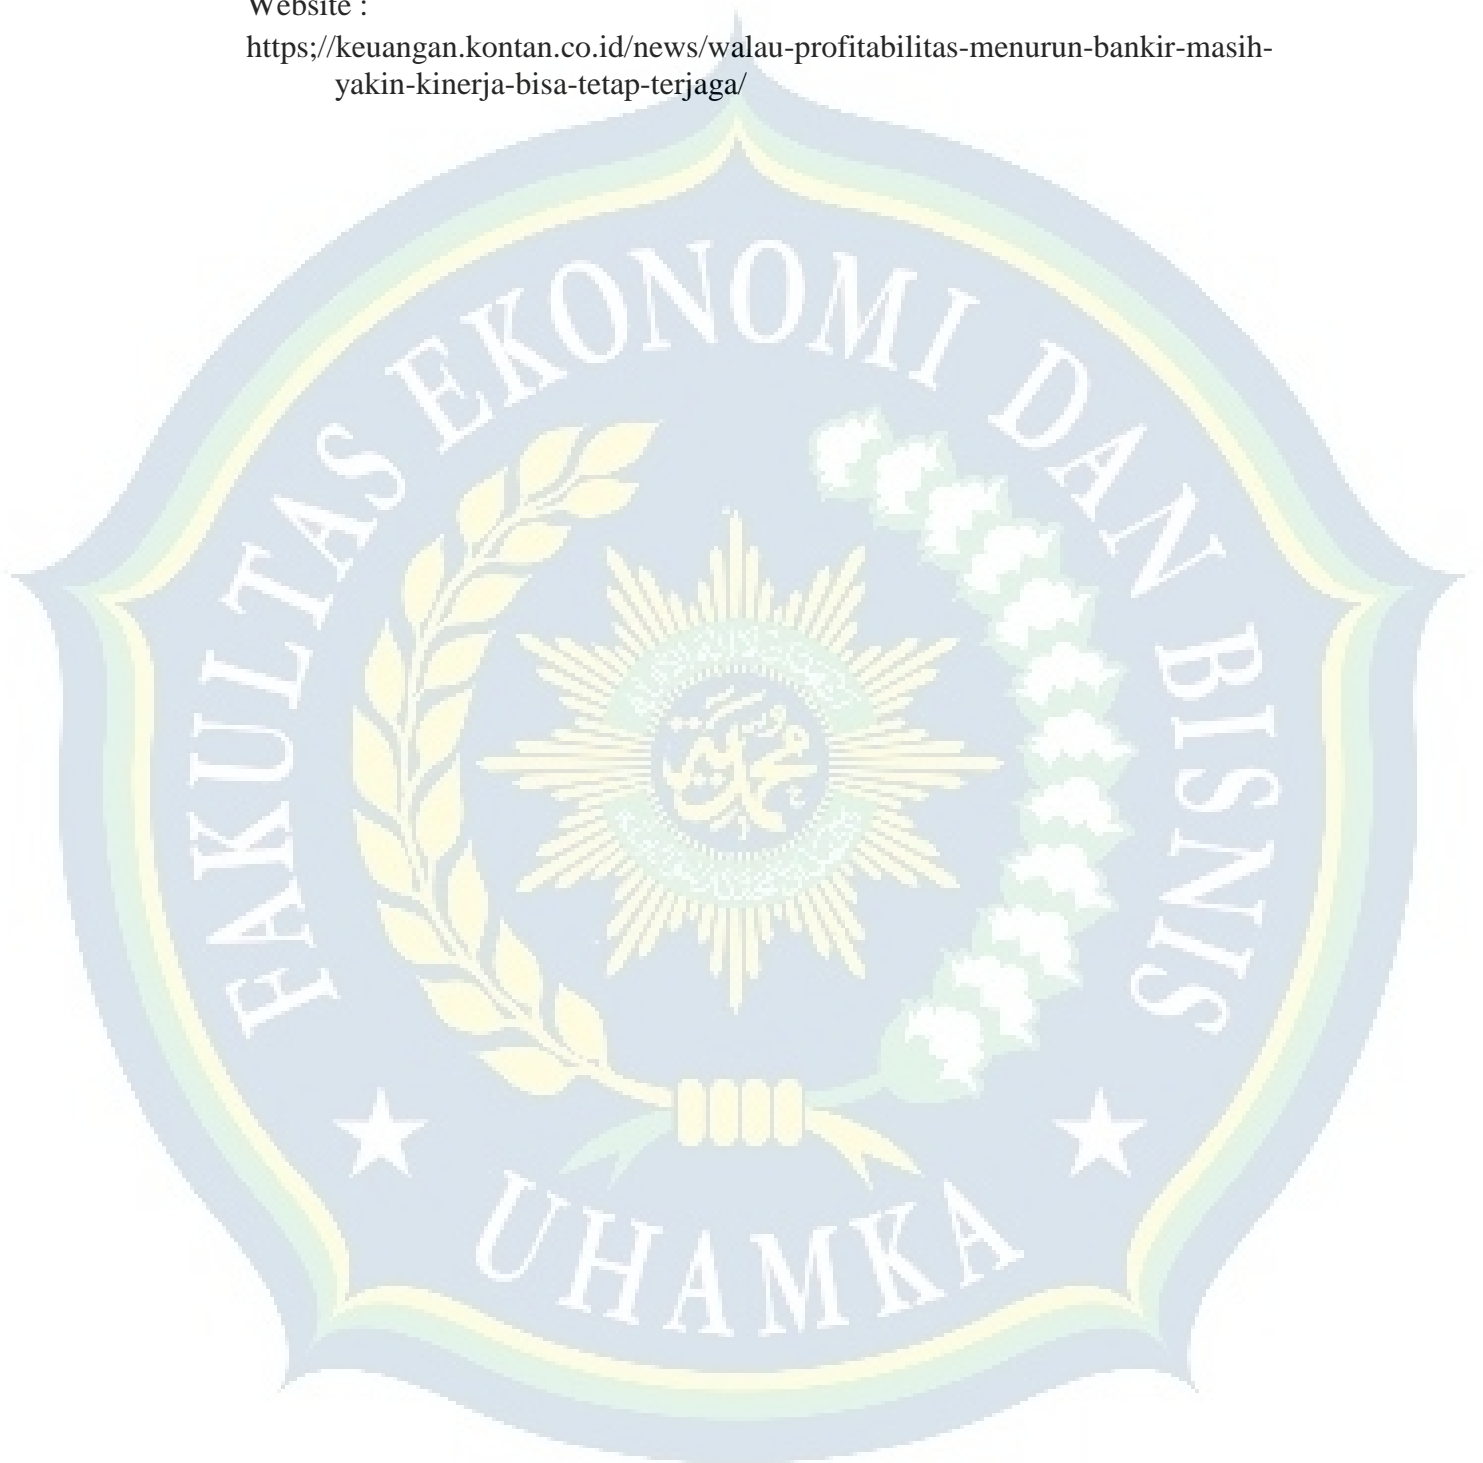 Website :
https;//keuangan.kontan.co.id/news/walau-profitabilitas-menurun-bankir-masih-
yakin-kinerja-bisa-tetap-terjaga/
FAKULTAS EKONOMI DAN BISNIS
محمدية
UHAMKA